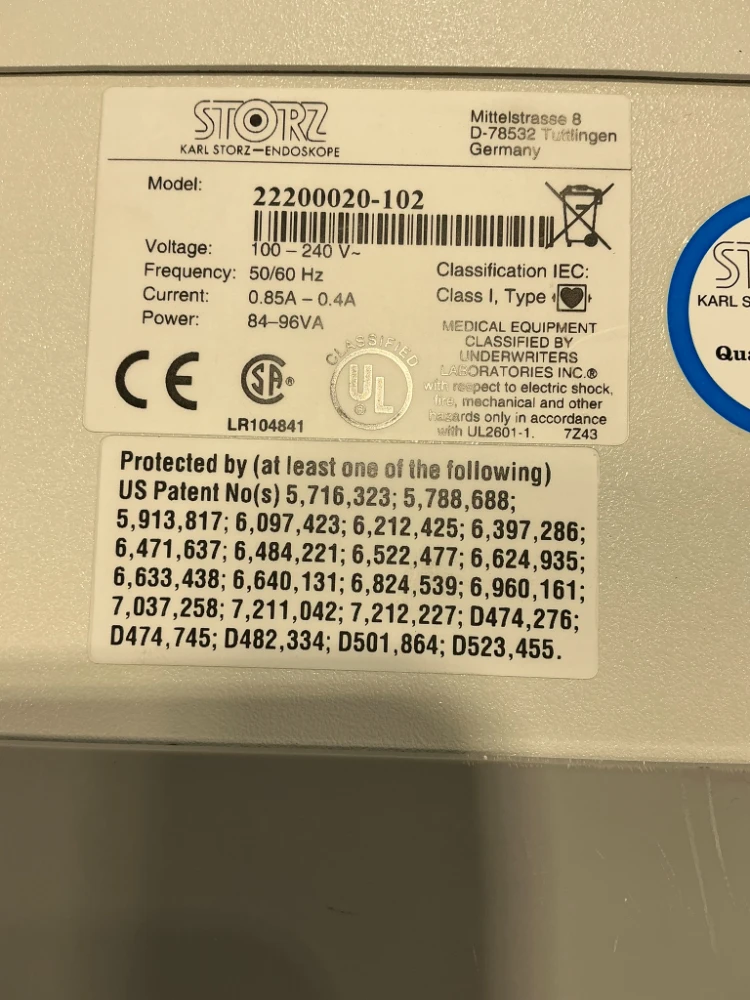 STORZ
KARL STORZ—ENDOSKOPE
Mittelstrasse 8
D-78532 Tuttlingen
Germany
Model: 22200020-102
Voltage: 100 – 240 V~
Frequency: 50/60 Hz
Current: 0.85A – 0.4A
Power: 84–96VA
Classification IEC:
Class I, Type
CE
SA®
LR104841
CLASSIFIED
UL
MEDICAL EQUIPMENT
CLASSIFIED BY
UNDERWRITERS
LABORATORIES INC.®
with respect to electric shock,
fire, mechanical and other
hazards only in accordance
with UL2601-1. 7Z43
Protected by (at least one of the following)
US Patent No(s) 5,716,323; 5,788,688;
5,913,817; 6,097,423; 6,212,425; 6,397,286;
6,471,637; 6,484,221; 6,522,477; 6,624,935;
6,633,438; 6,640,131; 6,824,539; 6,960,161;
7,037,258; 7,211,042; 7,212,227; D474,276;
D474,745; D482,334; D501,864; D523,455.
ST
KARL S
Qua